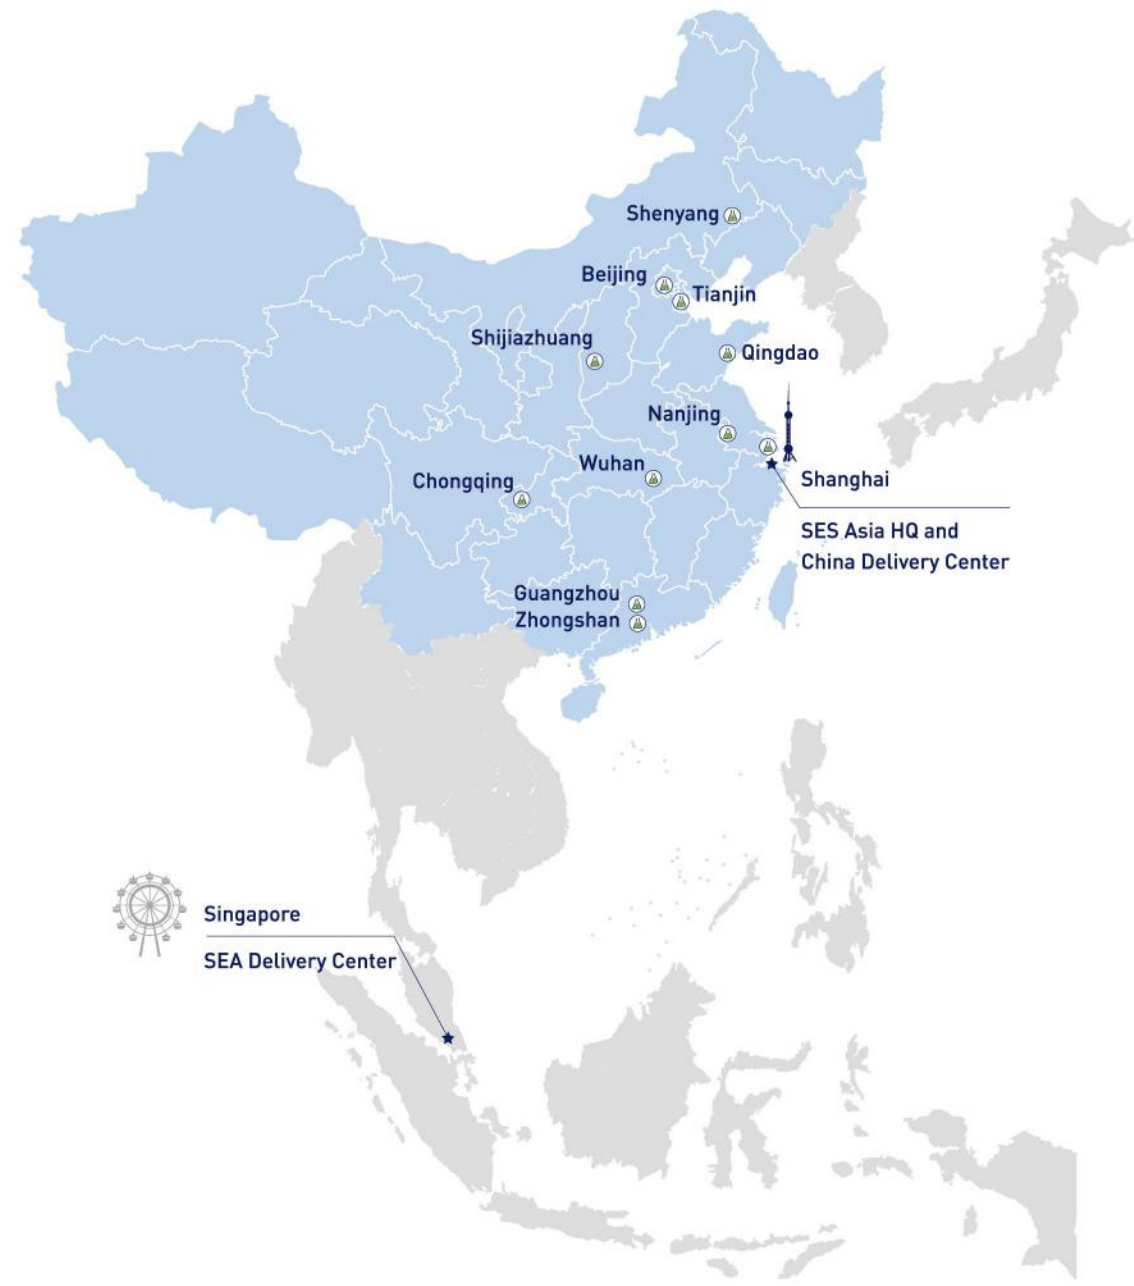 Shenyang
Beijing
Tianjin
Shijiazhuang
Qingdao
Nanjing
Wuhan
Chongqing
Shanghai
SES Asia HQ and
China Delivery Center
Guangzhou
Zhongshan
Singapore
SEA Delivery Center